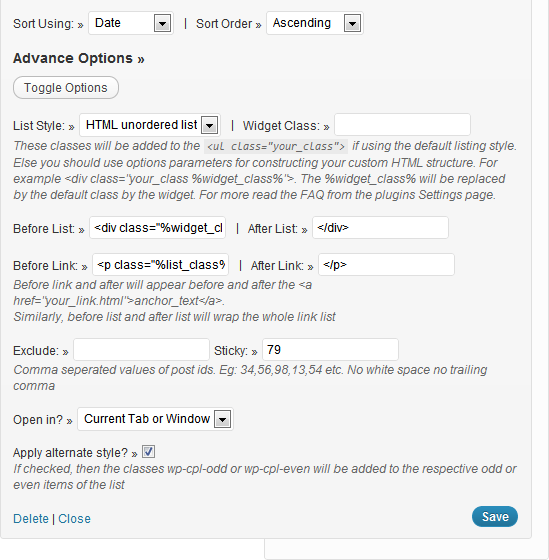 Sort Using: » Date | Sort Order » Ascending
Advance Options »
Toggle Options
List Style: » HTML unordered list | Widget Class: »
These classes will be added to the <ul class="your_class"> if using the default listing style.
Else you should use options parameters for constructing your custom HTML structure. For
example <div class="your_class %widget_class%">. The %widget_class% will be replaced
by the default class by the widget. For more read the FAQ from the plugins Settings page.
Before List: » <div class="%widget_cl | After List: » </div>
Before Link: » <p class="%list_class% | After Link: » </p>
Before link and after will appear before and after the <a
href="your_link.html">anchor_text</a>.
Similarly, before list and after list will wrap the whole link list
Exclude: » Sticky: » 79
Comma seperated values of post ids. Eg: 34,56,98,13,54 etc. No white space no trailing
comma
Open in? » Current Tab or Window
Apply alternate style? »
If checked, then the classes wp-cpl-odd or wp-cpl-even will be added to the respective odd or
even items of the list
Delete | Close Save